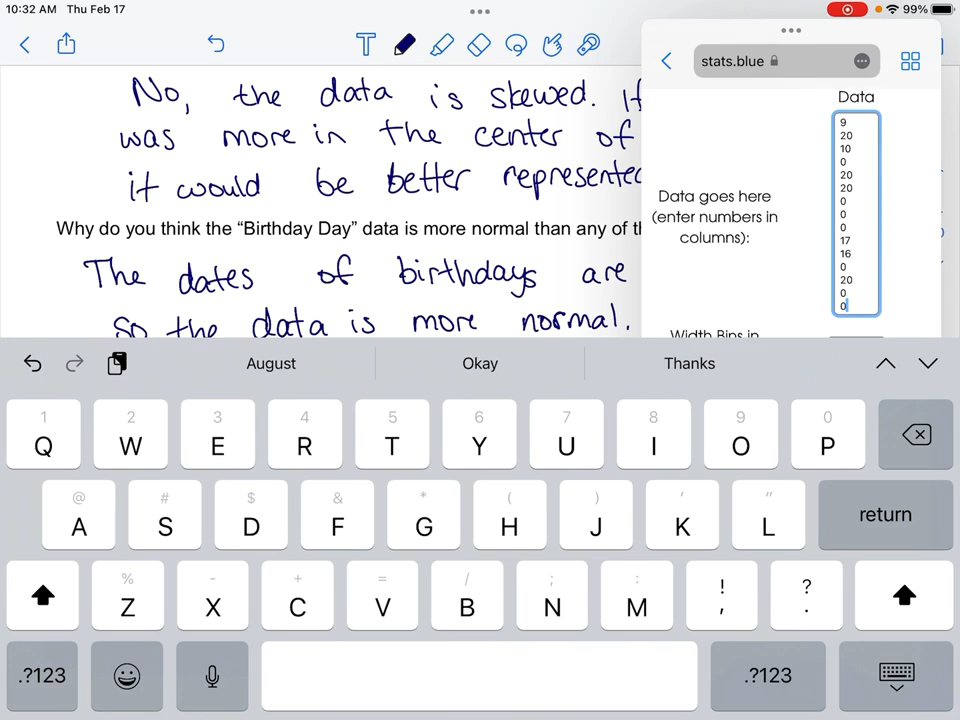 10:32 AM Thu Feb 17
99%
T
stats.blue
No, the data is skewed. If
was more in the center of
it would be better represented
Why do you think the “Birthday Day” data is more normal than any of th
The dates of birthdays are
so the data is more normal.
Data
Data goes here
(enter numbers in
columns):
9
20
10
0
20
20
0
0
0
17
16
0
20
0
0
Width Bins in
August Okay Thanks
1 2 3 4 5 6 7 8 9 0
Q W E R T Y U I O P
@ # $ & * ( ) ' "
A S D F G H J K L return
% - + = / ; : ! ?
Z X C V B N M , .
.?123 .?123